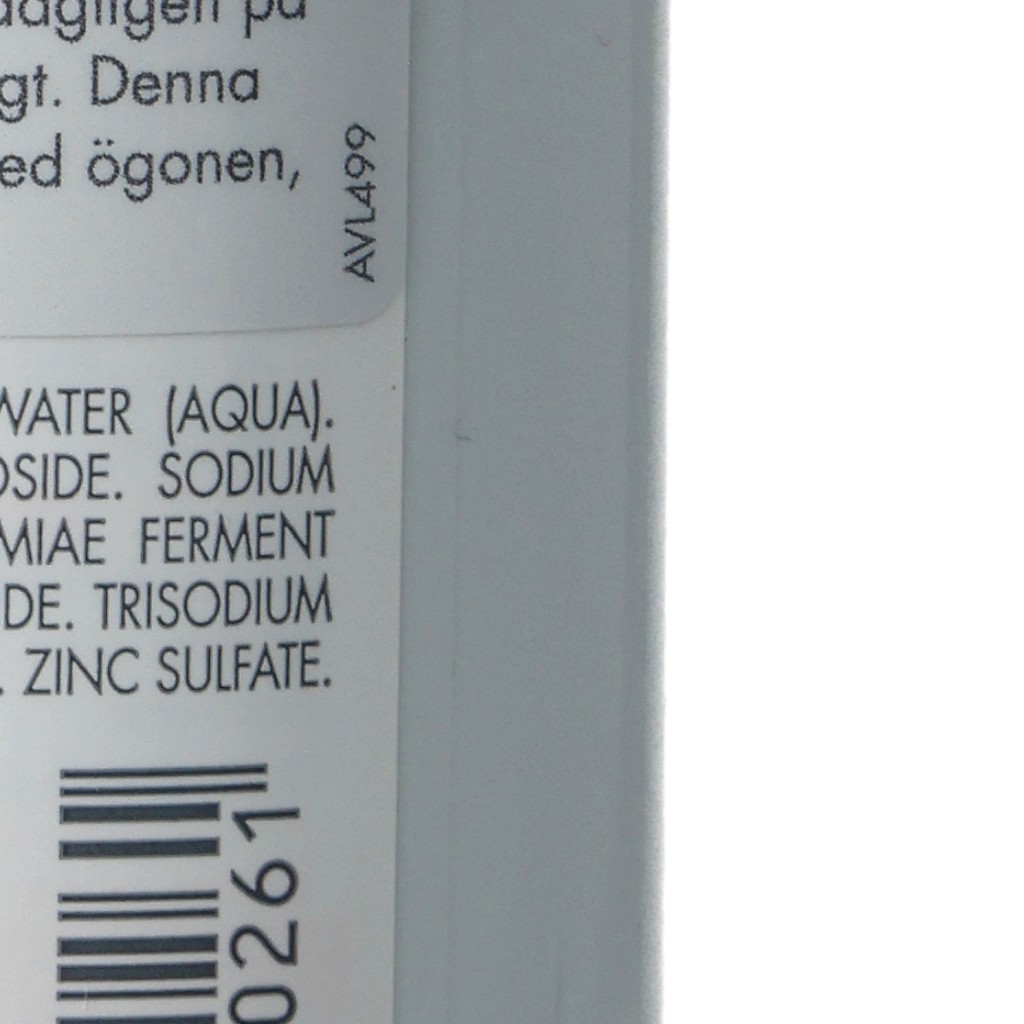 dagligen på
gt. Denna
ed ögonen,
AVL499
WATER (AQUA).
OSIDE. SODIUM
MIAE FERMENT
DE. TRISODIUM
. ZINC SULFATE.
0261